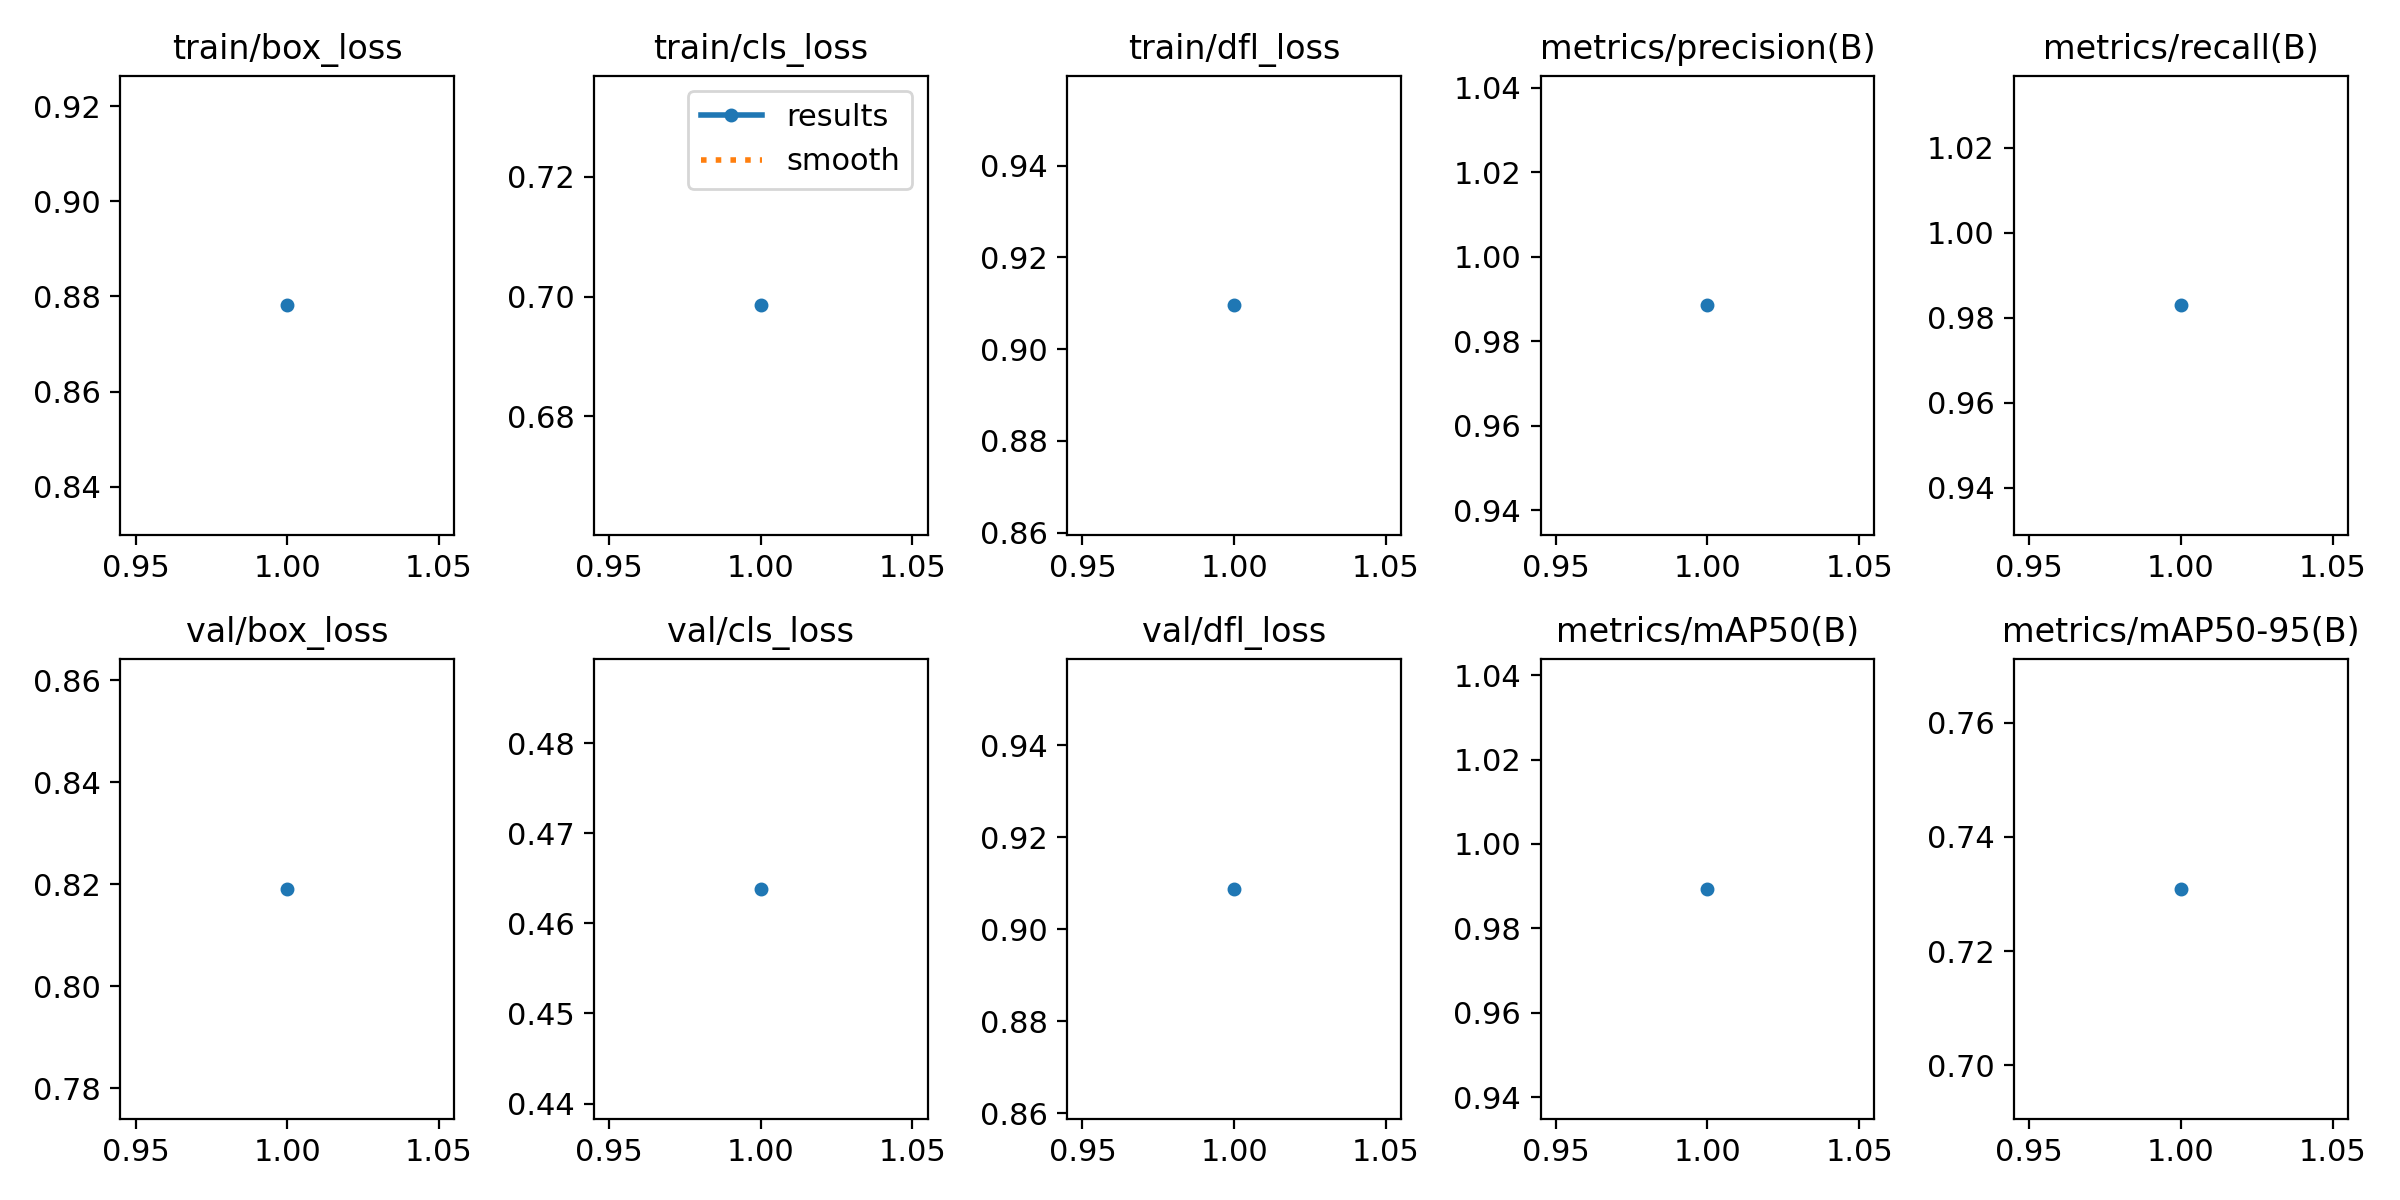 train/box_loss
0.92
0.90
0.88
0.86
0.84
0.95 1.00 1.05
train/cls_loss
results
smooth
0.72
0.70
0.68
0.95 1.00 1.05
train/dfl_loss
0.94
0.92
0.90
0.88
0.86
0.95 1.00 1.05
metrics/precision(B)
1.04
1.02
1.00
0.98
0.96
0.94
0.95 1.00 1.05
metrics/recall(B)
1.02
1.00
0.98
0.96
0.94
0.95 1.00 1.05
val/box_loss
0.86
0.84
0.82
0.80
0.78
0.95 1.00 1.05
val/cls_loss
0.48
0.47
0.46
0.45
0.44
0.95 1.00 1.05
val/dfl_loss
0.94
0.92
0.90
0.88
0.86
0.95 1.00 1.05
metrics/mAP50(B)
1.04
1.02
1.00
0.98
0.96
0.94
0.95 1.00 1.05
metrics/mAP50-95(B)
0.76
0.74
0.72
0.70
0.95 1.00 1.05